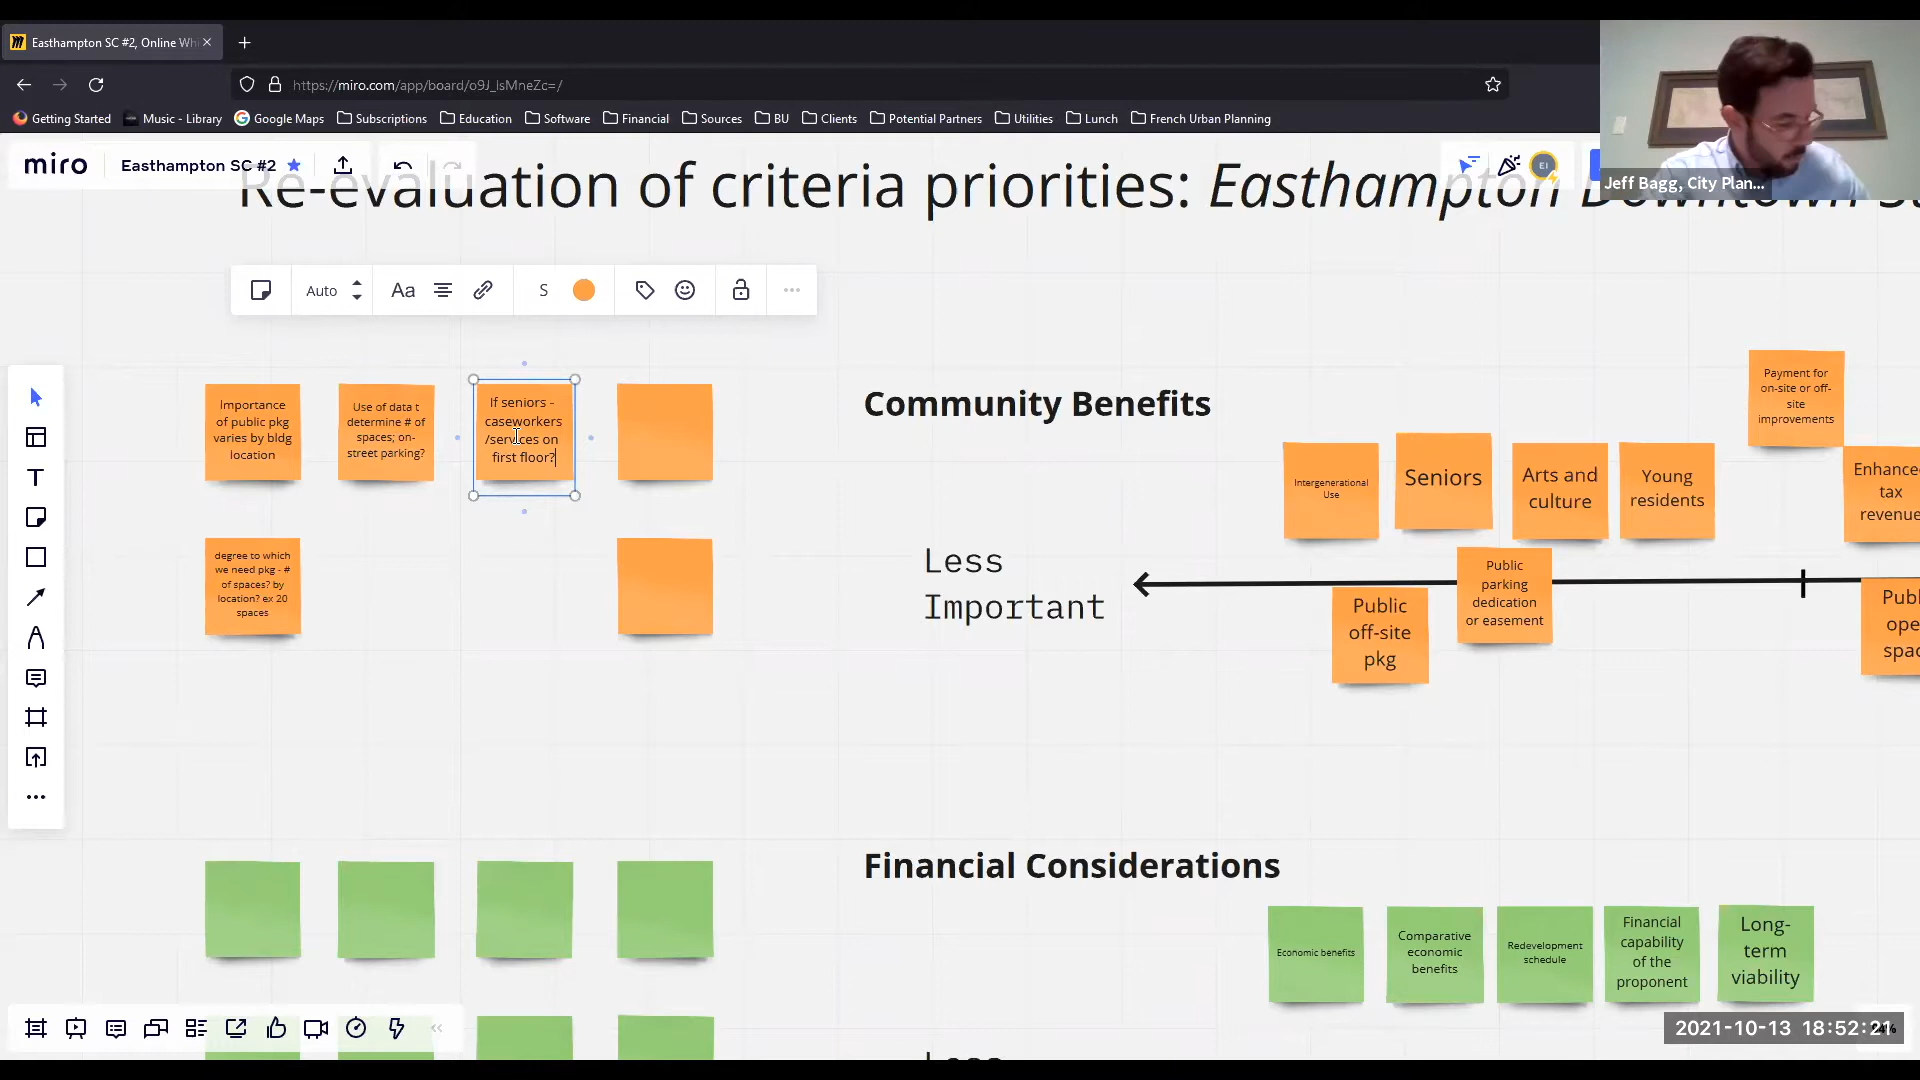 Easthampton SC #2, Online Wh
https://miro.com/app/board/o9J_lsMneZc=/
Getting Started
Music - Library
Google Maps
Subscriptions
Education
Software
Financial
Sources
BU
Clients
Potential Partners
Utilities
Lunch
French Urban Planning
miro
Easthampton SC #2
EI
Jeff Bagg, City Plan...
Re-evaluation of criteria priorities: Easthampton Downtown
Auto
Aa
S
Importance
of public pkg
varies by bldg
location
Use of data t
determine # of
spaces; on-
street parking?
If seniors -
caseworkers
/services on
first floor?
degree to which
we need pkg - #
of spaces? by
location? ex 20
spaces
Community Benefits
Payment for
on-site or off-
site
improvements
Intergenerational
Use
Seniors
Arts and
culture
Young
residents
Enhanced
tax
revenue
Less
Important
Public
parking
dedication
or easement
Public
off-site
pkg
Publ
ope
spac
Financial Considerations
Economic benefits
Comparative
economic
benefits
Redevelopment
schedule
Financial
capability
of the
proponent
Long-
term
viability
Less
2021-10-13 18:52:21